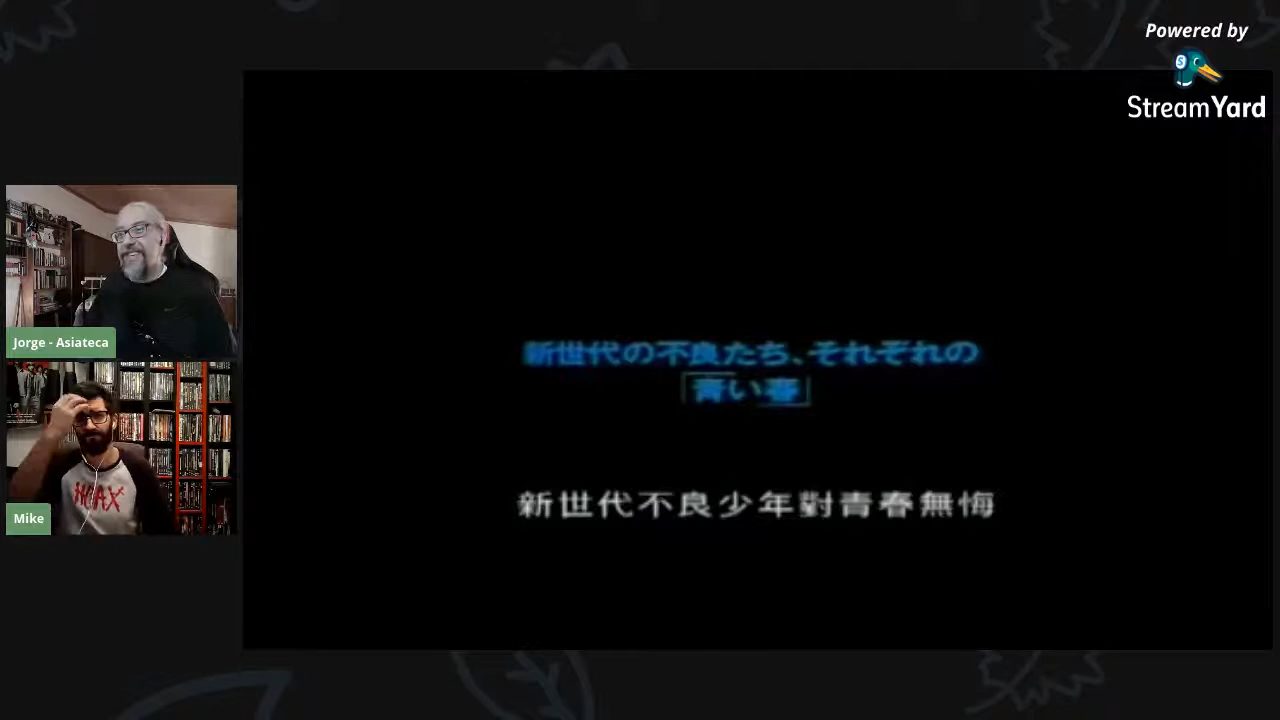 Powered by
StreamYard
新世代の不良たち、それぞれの
「青い春」
新世代不良少年對青春無悔
Jorge - Asiateca
Mike
HOAX